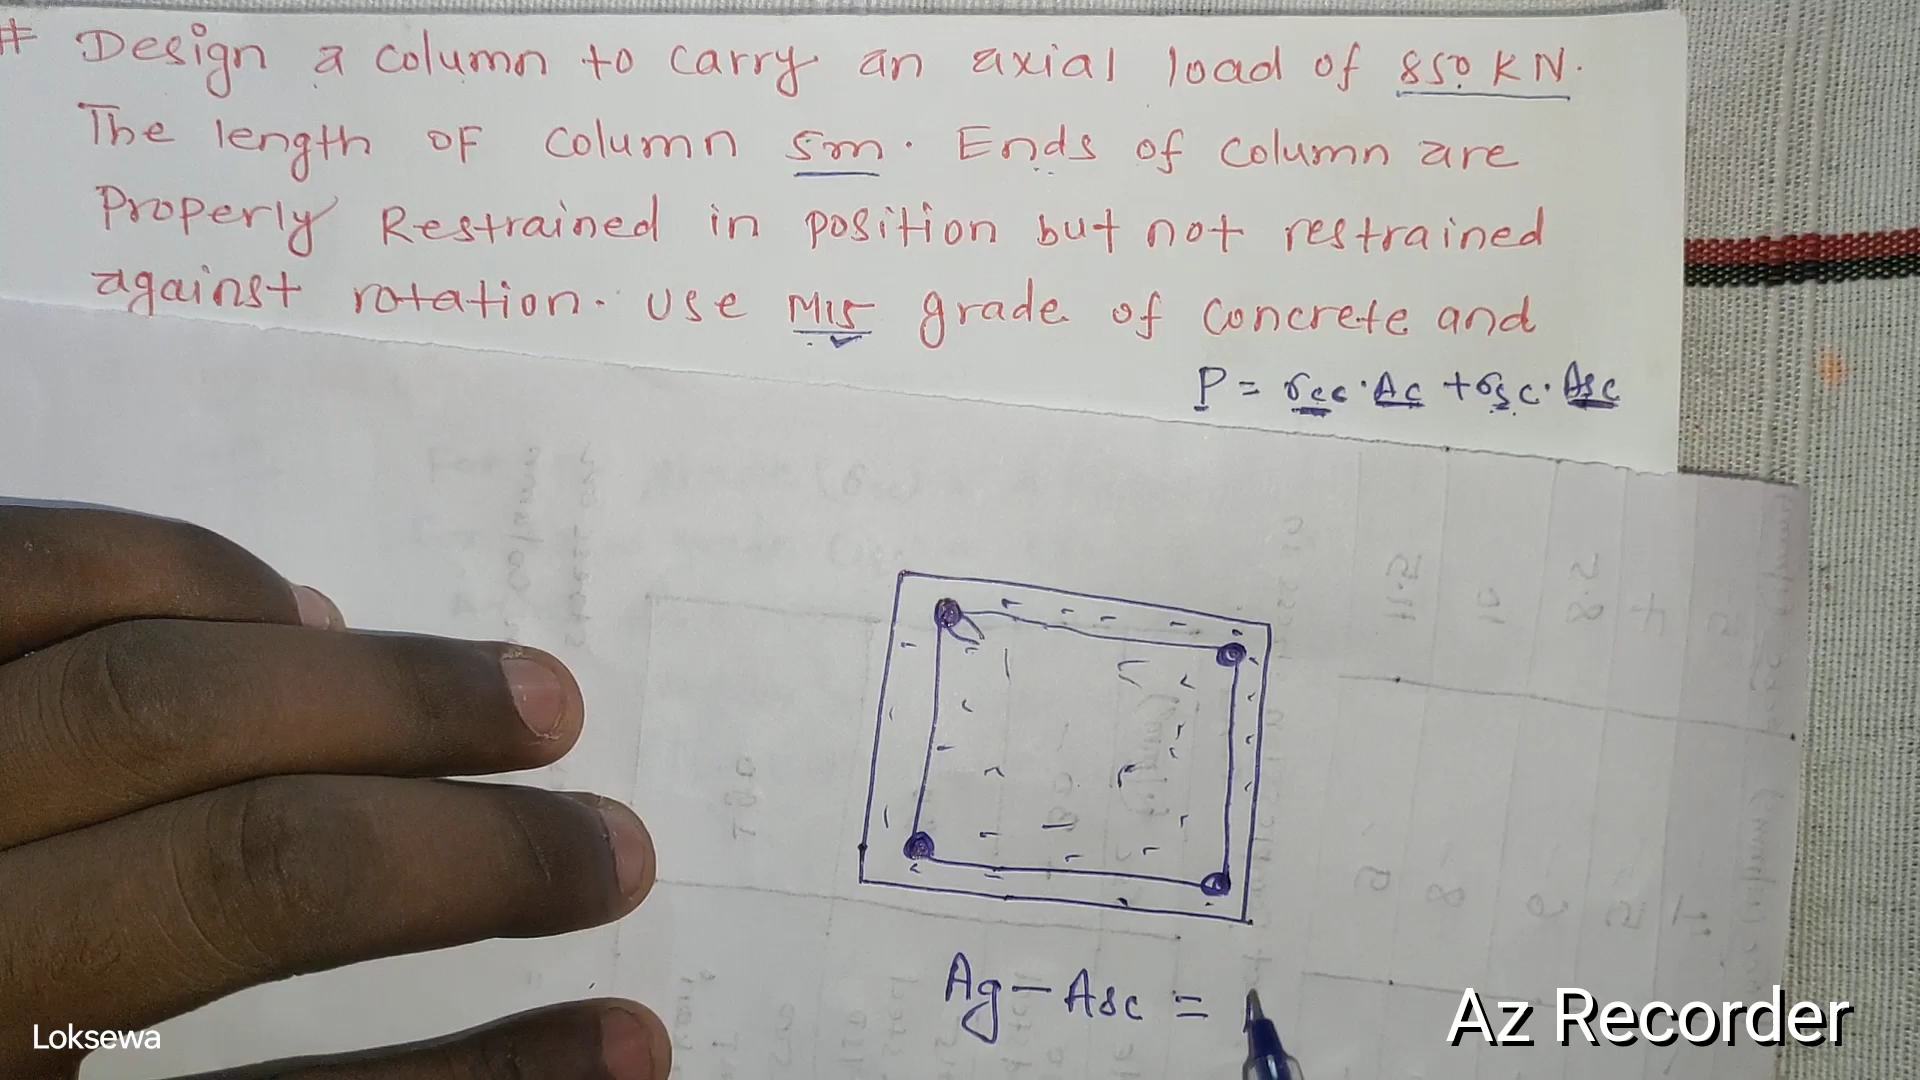 # Design a column to carry an axial load of 850 KN.
The length of column 5m. Ends of column are
Properly Restrained in position but not restrained
against rotation. Use M15 grade of concrete and
P = σcc·Ac + σsc·Asc
Ag - Asc =
Loksewa
Az Recorder